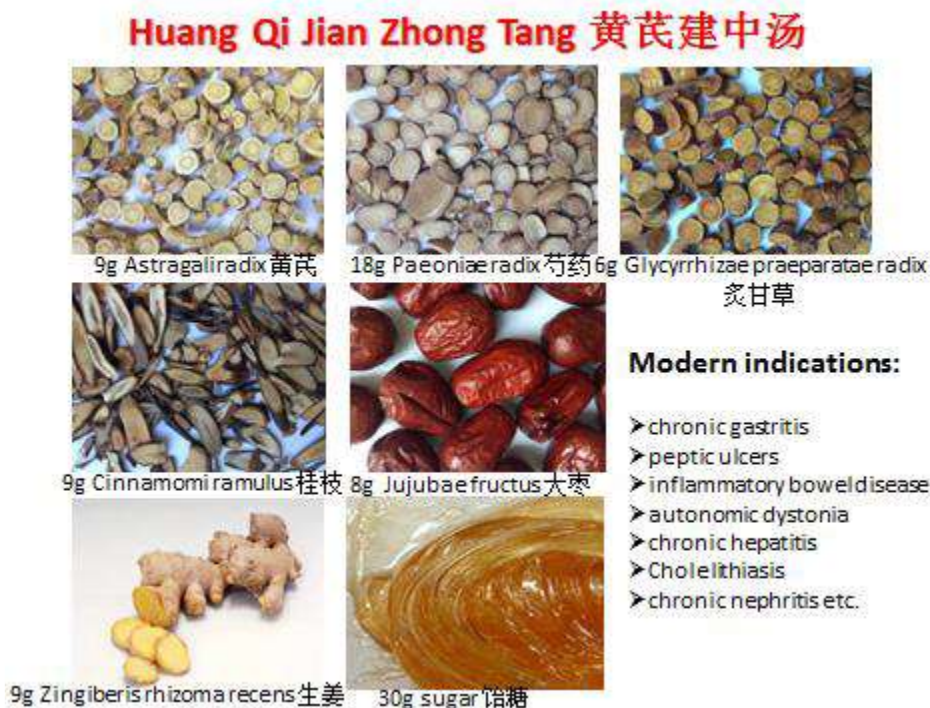 Huang Qi Jian Zhong Tang 黄芪建中汤
9g Astragali radix 黄芪
18g Paeoniae radix 芍药
6g Glycyrrhizae praeparatae radix
炙甘草
9g Cinnamomi ramulus 桂枝
8g Jujubae fructus 大枣
Modern indications:
➢chronic gastritis
➢peptic ulcers
➢inflammatory bowel disease
➢autonomic dystonia
➢chronic hepatitis
➢Cholelithiasis
➢chronic nephritis etc.
9g Zingiberis rhizoma recens 生姜
30g sugar 饴糖